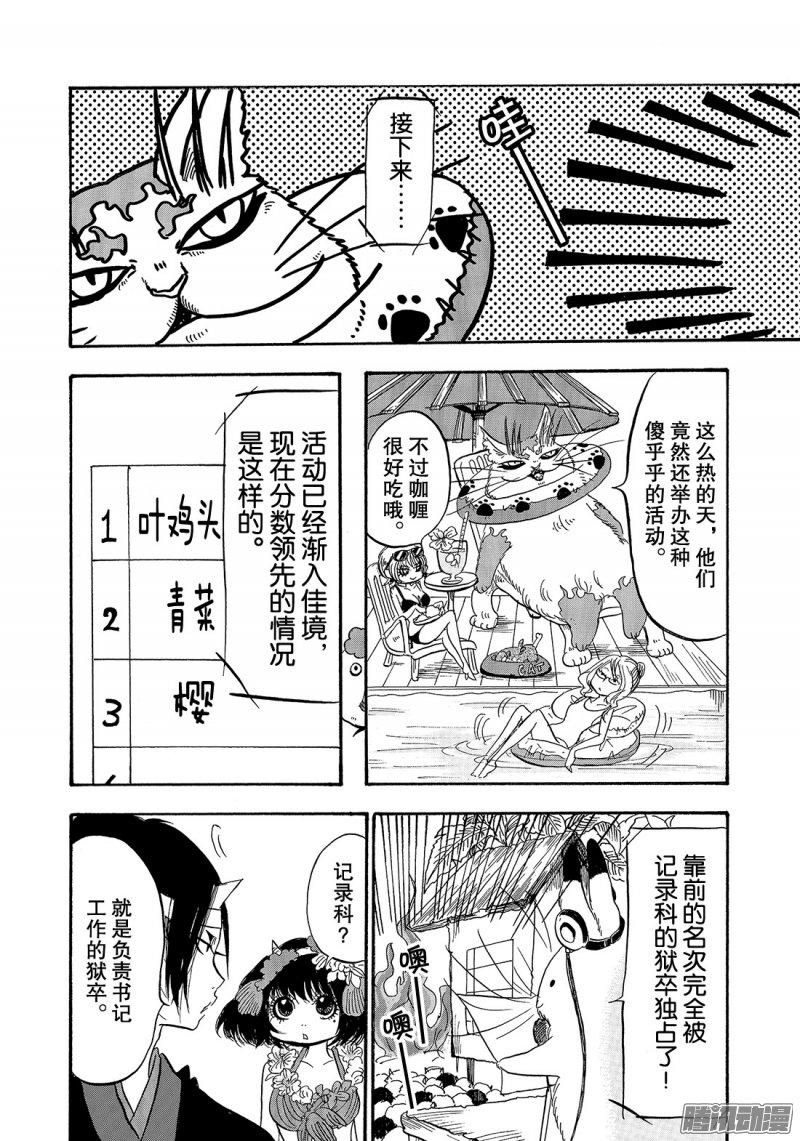 哇
接下来……
这么热的天，他们
竟然还举办这种
傻乎乎的活动。
不过咖喱
很好吃哦。
CAT
活动已经渐入佳境，
现在分数领先的情况
是这样的。
1 叶鸡头
2 青菜
3 樱
靠前的名次完全被
记录科的狱卒独占了！
噢——
噢——
记录科？
就是负责书记
工作的狱卒。
腾讯动漫